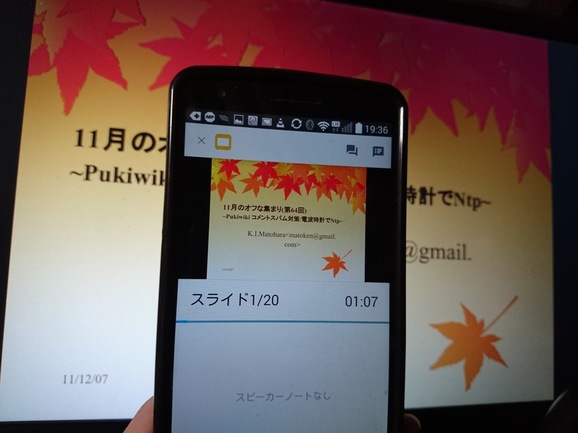 11月のオ
~Pukiwik
時計でNtp~
@gmail.
11/12/07
19:36
11月のオフな集まり(第64回)
~Pukiwiki コメントスパム対策·電波時計でNtp~
K.I.Matohara<matoken@gmail.
com>
スライド1/20 01:07
スピーカーノートなし